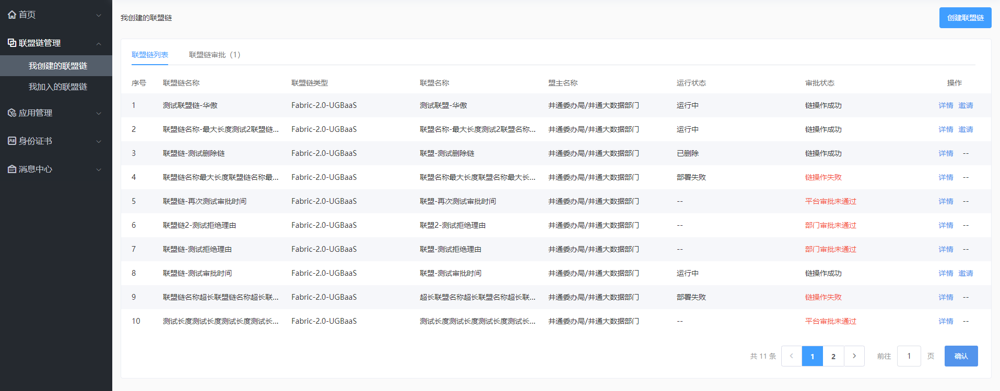 首页
联盟链管理
我创建的联盟链
我加入的联盟链
应用管理
身份证书
消息中心
我创建的联盟链 创建联盟链
联盟链列表 联盟链审批（1）
序号 联盟链名称 联盟链类型 联盟名称 盟主名称 运行状态 审批状态 操作
1 测试联盟链-华傲 Fabric-2.0-UGBaaS 测试联盟-华傲 井通委办局/井通大数据部门 运行中 链操作成功 详情 邀请
2 联盟链名称-最大长度测试2联盟链... Fabric-2.0-UGBaaS 联盟名称-最大长度测试2联盟名称... 井通委办局/井通大数据部门 运行中 链操作成功 详情 邀请
3 联盟链-测试删除链 Fabric-2.0-UGBaaS 联盟-测试删除链 井通委办局/井通大数据部门 已删除 链操作成功 详情 --
4 联盟链名称最大长度联盟链名称最... Fabric-2.0-UGBaaS 联盟名称最大长度联盟名称最大长... 井通委办局/井通大数据部门 部署失败 链操作失败 详情 --
5 联盟链-再次测试审批时间 Fabric-2.0-UGBaaS 联盟-再次测试审批时间 井通委办局/井通大数据部门 -- 平台审批未通过 详情 --
6 联盟链2-测试拒绝理由 Fabric-2.0-UGBaaS 联盟2-测试拒绝理由 井通委办局/井通大数据部门 -- 部门审批未通过 详情 --
7 联盟链-测试拒绝理由 Fabric-2.0-UGBaaS 联盟-测试拒绝理由 井通委办局/井通大数据部门 -- 部门审批未通过 详情 --
8 联盟链-测试审批时间 Fabric-2.0-UGBaaS 联盟-测试审批时间 井通委办局/井通大数据部门 运行中 链操作成功 详情 邀请
9 联盟链名称超长联盟链名称超长联... Fabric-2.0-UGBaaS 超长联盟名称超长联盟名称超长联... 井通委办局/井通大数据部门 部署失败 链操作失败 详情 --
10 测试长度测试长度测试长度测试长... Fabric-2.0-UGBaaS 测试长度测试长度测试长度测试长... 井通委办局/井通大数据部门 -- 平台审批未通过 详情 --
共 11 条 1 2 前往 1 页 确认